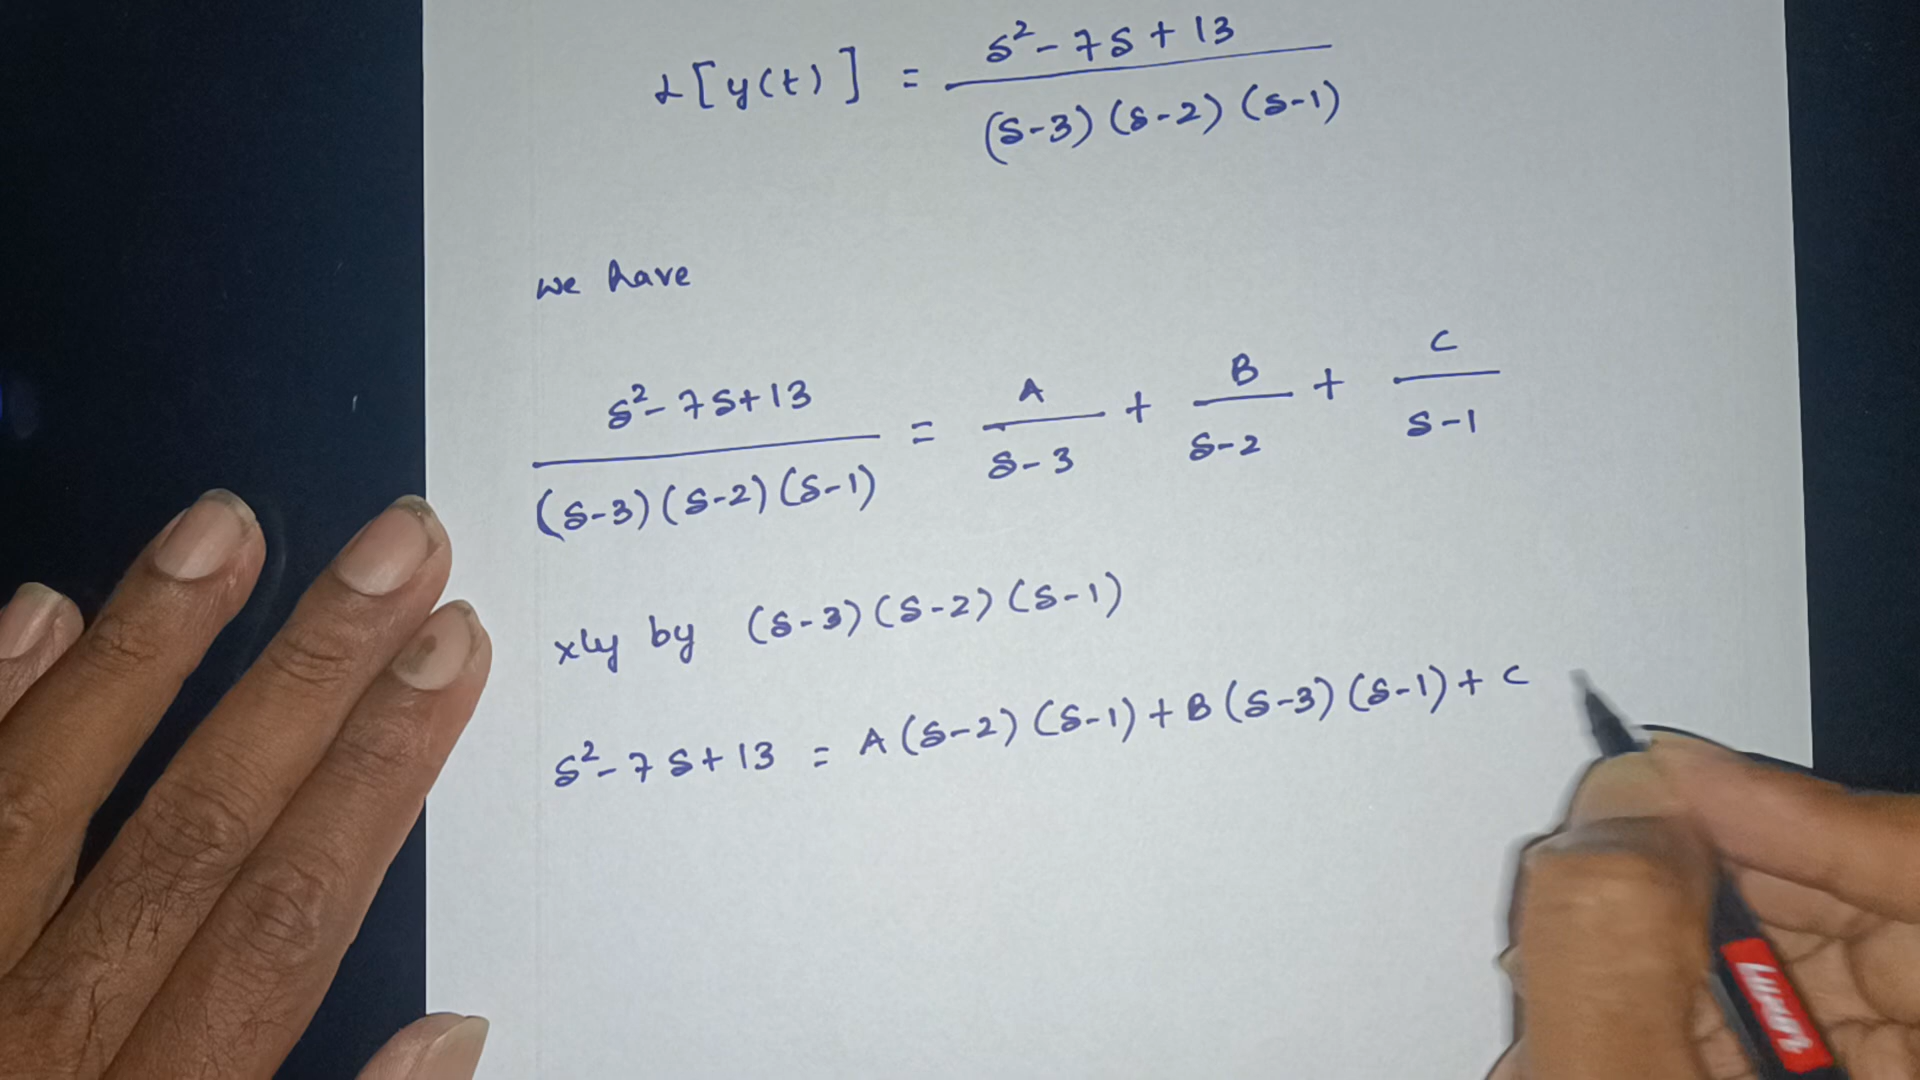 L[y(t)] = s²-7s+13
(s-3)(s-2)(s-1)
we have
s²-7s+13 / (s-3)(s-2)(s-1) = A / s-3 + B / s-2 + C / s-1
xly by (s-3)(s-2)(s-1)
s²-7s+13 = A(s-2)(s-1)+B(s-3)(s-1)+C